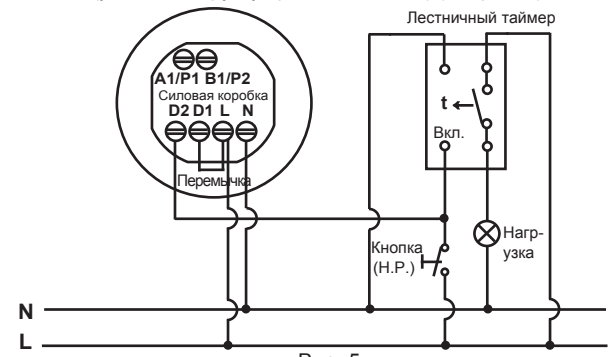 Лестничный таймер
A1/P1 B1/P2
Силовая коробка
D2 D1 L N
Перемычка
t
Вкл.
Кнопка
(Н.Р.)
Нагр-
узка
N
L